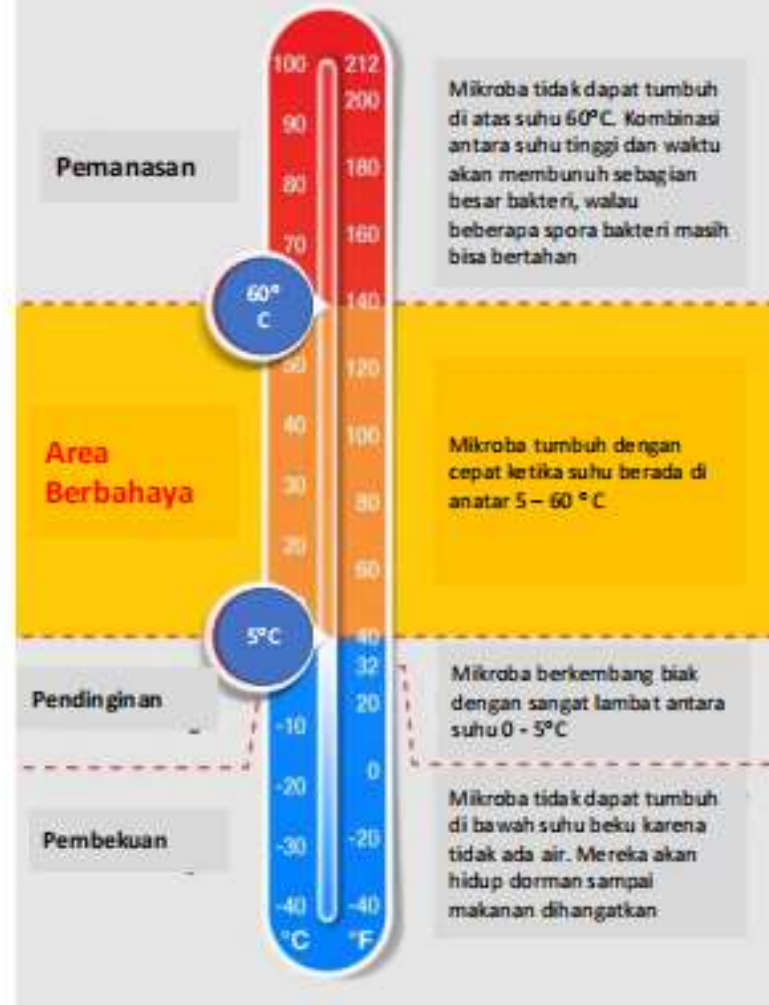 100 212
200
90
180
80
160
70
60°
C
140
50
120
40
100
30
80
20
60
5°C
40
32
20
-10
0
-20
-30
-20
-40 -40
°C °F
Pemanasan
Mikroba tidak dapat tumbuh
di atas suhu 60°C. Kombinasi
antara suhu tinggi dan waktu
akan membunuh sebagian
besar bakteri, walau
beberapa spora bakteri masih
bisa bertahan
Area
Berbahaya
Mikroba tumbuh dengan
cepat ketika suhu berada di
anatar 5 – 60 ° C
Pendinginan
Mikroba berkembang biak
dengan sangat lambat antara
suhu 0 - 5°C
Pembekuan
Mikroba tidak dapat tumbuh
di bawah suhu beku karena
tidak ada air. Mereka akan
hidup dorman sampai
makanan dihangatkan